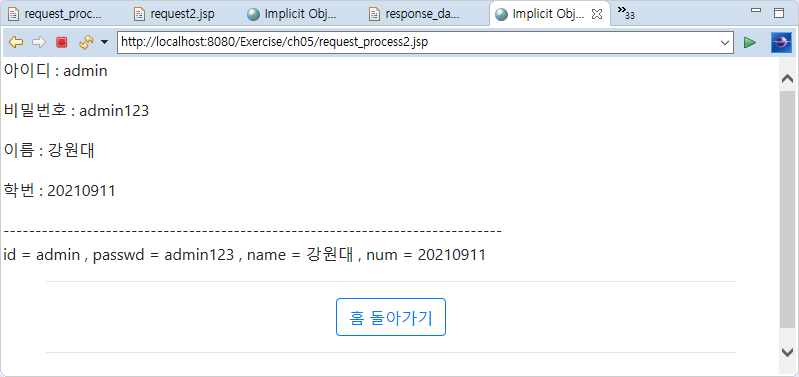 request_proc... request2.jsp Implicit Obj... response_da... Implicit Obj... »33
http://localhost:8080/Exercise/ch05/request_process2.jsp
아이디 : admin
비밀번호 : admin123
이름 : 강원대
학번 : 20210911
------------------------------------------------------------------------------
id = admin , passwd = admin123 , name = 강원대 , num = 20210911
홈 돌아가기